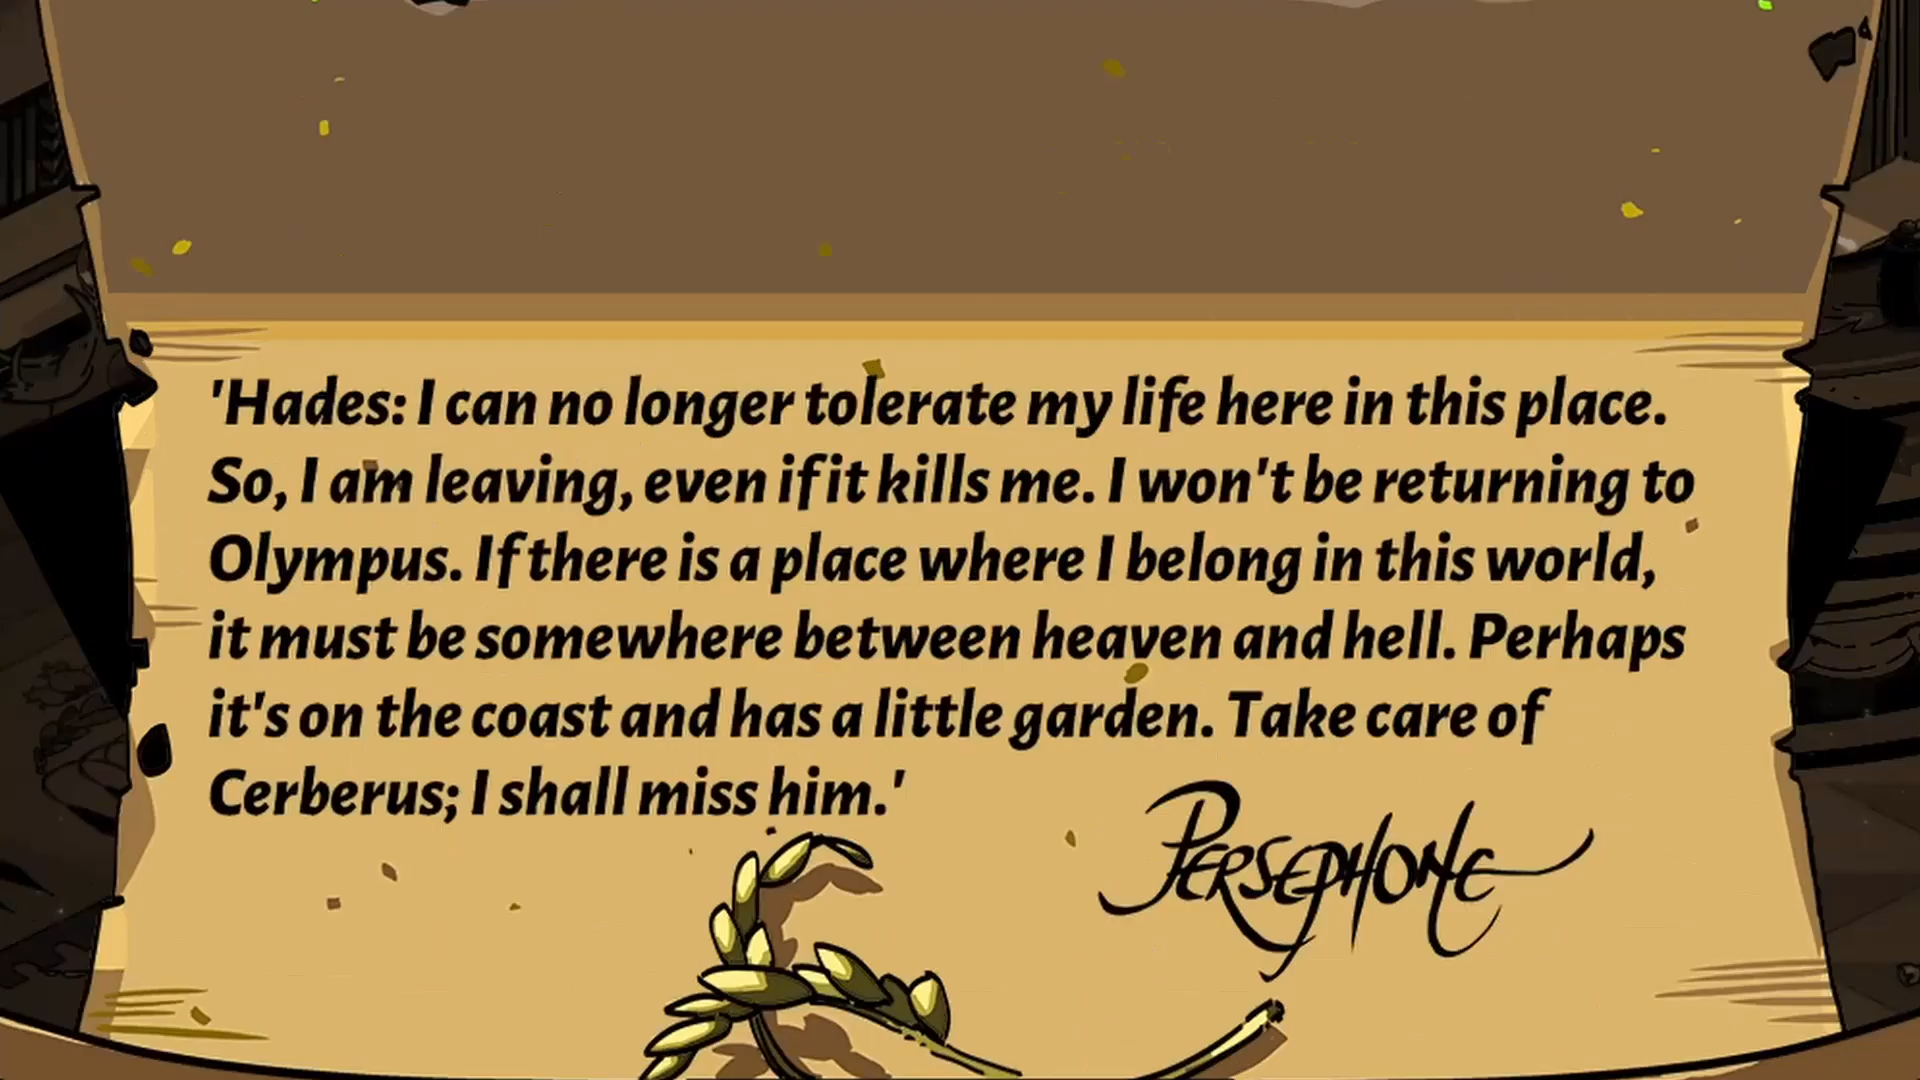 'Hades: I can no longer tolerate my life here in this place.
So, I am leaving, even if it kills me. I won't be returning to
Olympus. If there is a place where I belong in this world,
it must be somewhere between heaven and hell. Perhaps
it's on the coast and has a little garden. Take care of
Cerberus; I shall miss him.'
PERSEPHONE